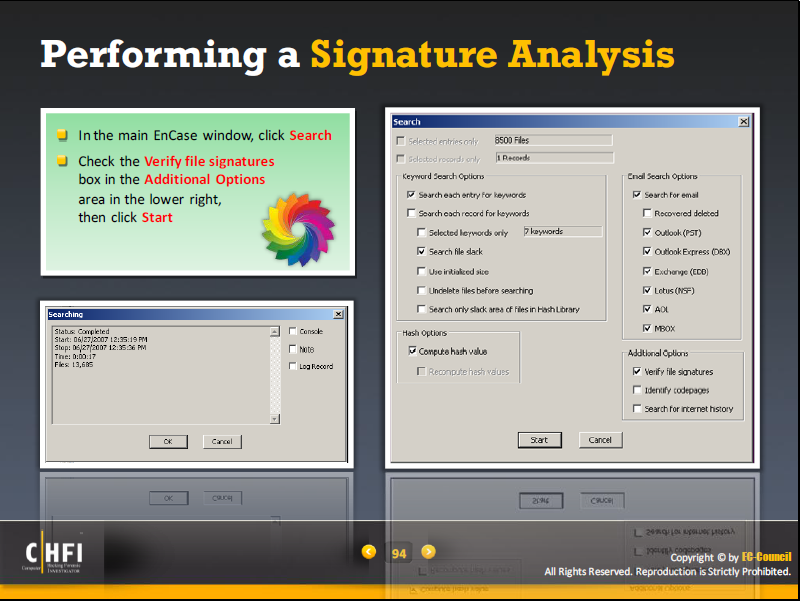 Performing a Signature Analysis
In the main EnCase window, click Search
Check the Verify file signatures
box in the Additional Options
area in the lower right,
then click Start
Searching
Status: Completed
Start: 06/27/2007 12:35:19 PM
Stop: 06/27/2007 12:35:36 PM
Time: 0:00:17
Files: 13,685
Console
Note
Log Record
OK
Cancel
Search
Selected entries only
8500 Files
Selected records only
1 Records
Keyword Search Options
Search each entry for keywords
Search each record for keywords
Selected keywords only
7 keywords
Search file slack
Use initialized size
Undelete files before searching
Search only slack area of files in Hash Library
Hash Options
Compute hash value
Recompute hash values
Email Search Options
Search for email
Recovered deleted
Outlook (PST)
Outlook Express (DBX)
Exchange (EDB)
Lotus (NSF)
AOL
MBOX
Additional Options
Verify file signatures
Identify codepages
Search for internet history
Start
Cancel
CHFI
Computer Hacking Forensic
INVESTIGATOR
94
Copyright © by EC-Council
All Rights Reserved. Reproduction is Strictly Prohibited.